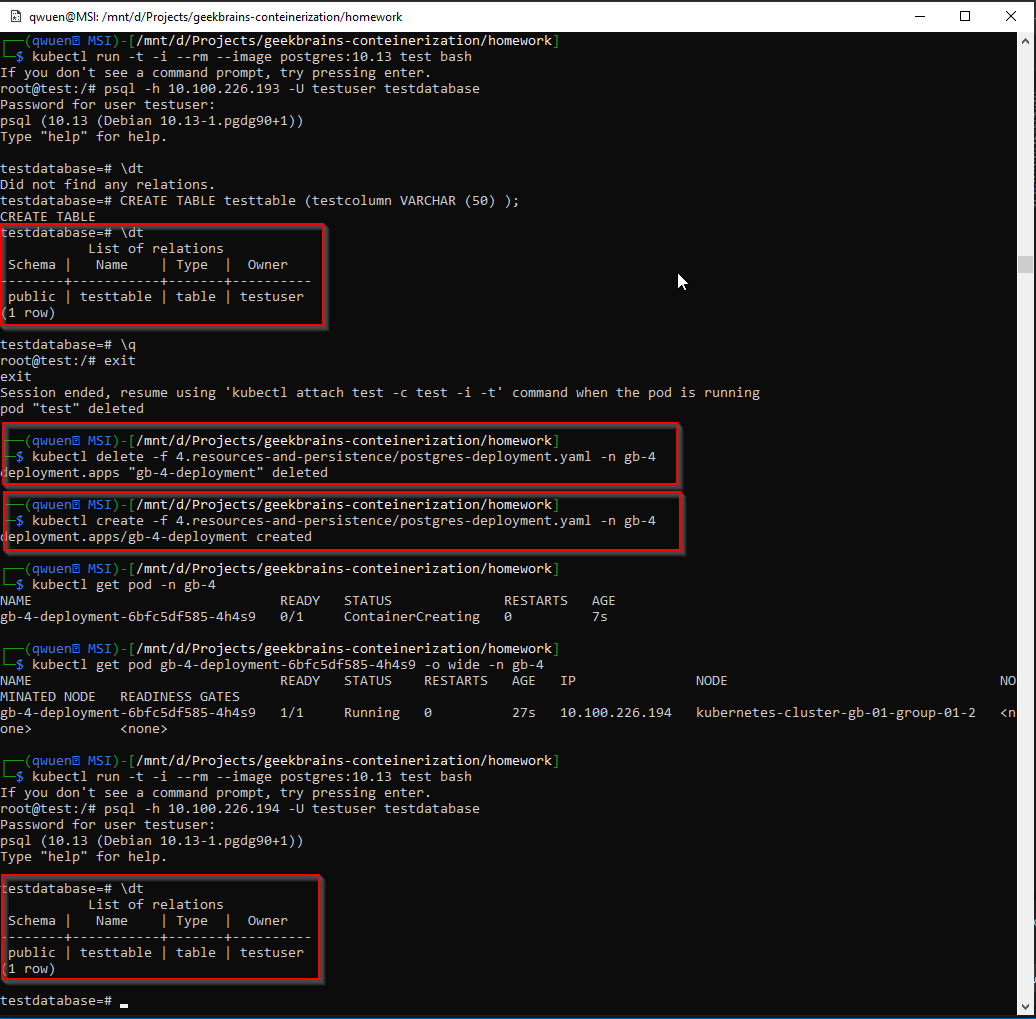 qwuen@MSI: /mnt/d/Projects/geekbrains-conteinerization/homework
┌──(qwuen⍰ MSI)-[/mnt/d/Projects/geekbrains-conteinerization/homework]
└─$ kubectl run -t -i --rm --image postgres:10.13 test bash
If you don't see a command prompt, try pressing enter.
root@test:/# psql -h 10.100.226.193 -U testuser testdatabase
Password for user testuser:
psql (10.13 (Debian 10.13-1.pgdg90+1))
Type "help" for help.
testdatabase=# \dt
Did not find any relations.
testdatabase=# CREATE TABLE testtable (testcolumn VARCHAR (50) );
CREATE TABLE
testdatabase=# \dt
           List of relations
 Schema |   Name    | Type  |  Owner
--------+-----------+-------+----------
 public | testtable | table | testuser
(1 row)
testdatabase=# \q
root@test:/# exit
exit
Session ended, resume using 'kubectl attach test -c test -i -t' command when the pod is running
pod "test" deleted
┌──(qwuen⍰ MSI)-[/mnt/d/Projects/geekbrains-conteinerization/homework]
└─$ kubectl delete -f 4.resources-and-persistence/postgres-deployment.yaml -n gb-4
deployment.apps "gb-4-deployment" deleted
┌──(qwuen⍰ MSI)-[/mnt/d/Projects/geekbrains-conteinerization/homework]
└─$ kubectl create -f 4.resources-and-persistence/postgres-deployment.yaml -n gb-4
deployment.apps/gb-4-deployment created
┌──(qwuen⍰ MSI)-[/mnt/d/Projects/geekbrains-conteinerization/homework]
└─$ kubectl get pod -n gb-4
NAME                               READY   STATUS              RESTARTS   AGE
gb-4-deployment-6bfc5df585-4h4s9   0/1     ContainerCreating   0          7s
┌──(qwuen⍰ MSI)-[/mnt/d/Projects/geekbrains-conteinerization/homework]
└─$ kubectl get pod gb-4-deployment-6bfc5df585-4h4s9 -o wide -n gb-4
NAME                               READY   STATUS    RESTARTS   AGE   IP               NODE                                  NO
MINATED NODE   READINESS GATES
gb-4-deployment-6bfc5df585-4h4s9   1/1     Running   0          27s   10.100.226.194   kubernetes-cluster-gb-01-group-01-2   <n
one>           <none>
┌──(qwuen⍰ MSI)-[/mnt/d/Projects/geekbrains-conteinerization/homework]
└─$ kubectl run -t -i --rm --image postgres:10.13 test bash
If you don't see a command prompt, try pressing enter.
root@test:/# psql -h 10.100.226.194 -U testuser testdatabase
Password for user testuser:
psql (10.13 (Debian 10.13-1.pgdg90+1))
Type "help" for help.
testdatabase=# \dt
           List of relations
 Schema |   Name    | Type  |  Owner
--------+-----------+-------+----------
 public | testtable | table | testuser
(1 row)
testdatabase=#